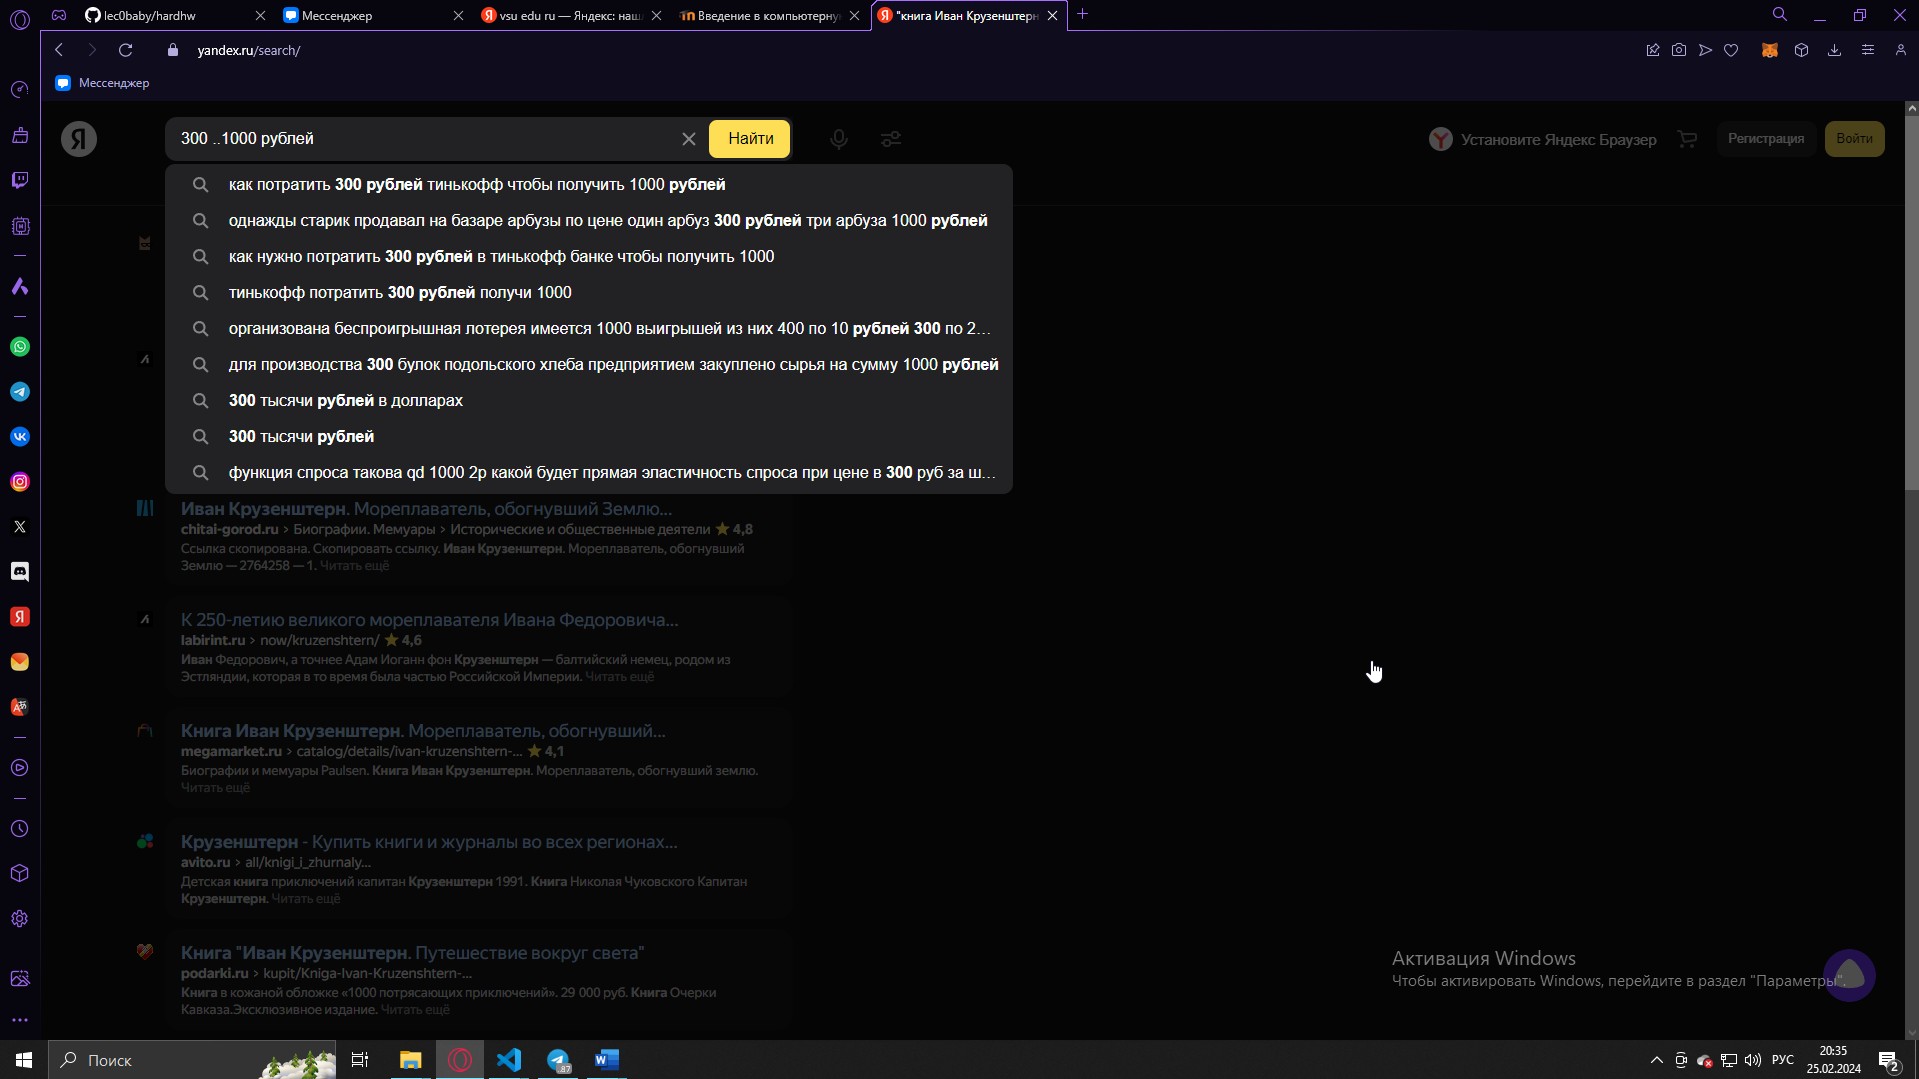 lec0baby/hardhw
Мессенджер
vsu edu ru — Яндекс: наш
Введение в компьютерну
"книга Иван Крузенштерн
yandex.ru/search/
Мессенджер
Я
300 ..1000 рублей
Найти
Установите Яндекс Браузер
Регистрация
Войти
как потратить 300 рублей тинькофф чтобы получить 1000 рублей
однажды старик продавал на базаре арбузы по цене один арбуз 300 рублей три арбуза 1000 рублей
как нужно потратить 300 рублей в тинькофф банке чтобы получить 1000
тинькофф потратить 300 рублей получи 1000
организована беспроигрышная лотерея имеется 1000 выигрышей из них 400 по 10 рублей 300 по 2...
для производства 300 булок подольского хлеба предприятием закуплено сырья на сумму 1000 рублей
300 тысячи рублей в долларах
300 тысячи рублей
функция спроса такова qd 1000 2p какой будет прямая эластичность спроса при цене в 300 руб за ш...
Иван Крузенштерн. Мореплаватель, обогнувший Землю...
chitai-gorod.ru › Биографии. Мемуары › Исторические и общественные деятели 4,8
Ссылка скопирована. Скопировать ссылку. Иван Крузенштерн. Мореплаватель, обогнувший
Землю — 2764258 — 1. Читать ещё
К 250-летию великого мореплавателя Ивана Федоровича...
labirint.ru › now/kruzenshtern/ 4,6
Иван Федорович, а точнее Адам Иоганн фон Крузенштерн — балтийский немец, родом из
Эстляндии, которая в то время была частью Российской Империи. Читать ещё
Книга Иван Крузенштерн. Мореплаватель, обогнувший...
megamarket.ru › catalog/details/ivan-kruzenshtern-... 4,1
Биографии и мемуары Paulsen. Книга Иван Крузенштерн. Мореплаватель, обогнувший землю.
Читать ещё
Крузенштерн - Купить книги и журналы во всех регионах...
avito.ru › all/knigi_i_zhurnaly...
Детская книга приключений капитан Крузенштерн 1991. Книга Николая Чуковского Капитан
Крузенштерн. Читать ещё
Книга "Иван Крузенштерн. Путешествие вокруг света"
podarki.ru › kupit/Kniga-Ivan-Kruzenshtern-...
Книга в кожаной обложке «1000 потрясающих приключений». 29 000 руб. Книга Очерки
Кавказа.Эксклюзивное издание. Читать ещё
Активация Windows
Чтобы активировать Windows, перейдите в раздел "Параметры".
Поиск
87
РУС
20:35
25.02.2024
2